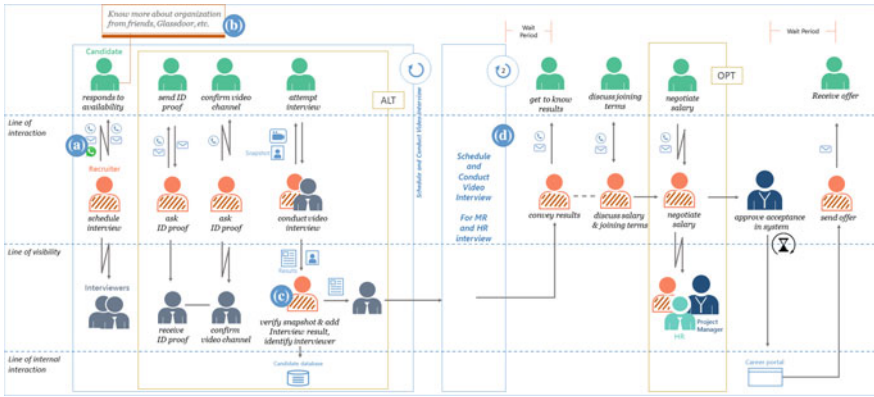 Know more about organization
from friends, Glassdoor, etc.
(b)
Wait
Period
Wait Period
Candidate
responds to
availability
send ID
proof
confirm video
channel
attempt
interview
ALT
2
get to know
results
discuss joining
terms
negotiate
salary
OPT
Receive offer
Line of
interaction
(a)
Snapshot
Schedule and Conduct Video Interview
(d)
Recruiter
schedule
interview
ask
ID proof
ask
ID proof
conduct video
interview
Schedule
and
Conduct
Video
Interview
For MR
and HR
interview
convey results
discuss salary
& joining terms
negotiate
salary
approve acceptance
in system
send offer
Line of visibility
Results
Interviewers
(c)
receive
ID proof
confirm
video channel
verify snapshot & add
Interview result,
identify interviewer
HR
Project
Manager
Line of internal
interaction
Candidate database
Career portal